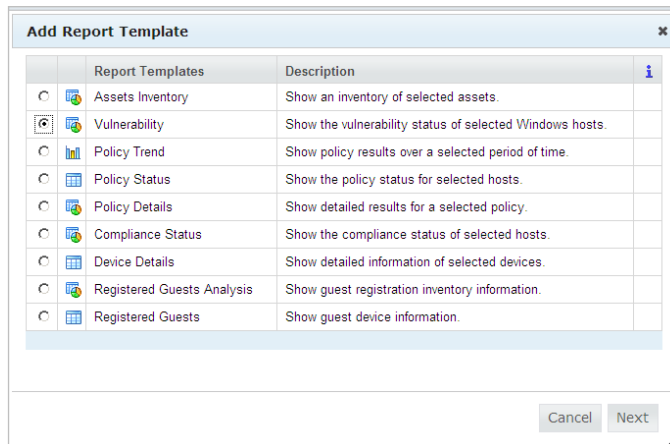 Add Report Template
Report Templates Description
Assets Inventory Show an inventory of selected assets.
Vulnerability Show the vulnerability status of selected Windows hosts.
Policy Trend Show policy results over a selected period of time.
Policy Status Show the policy status for selected hosts.
Policy Details Show detailed results for a selected policy.
Compliance Status Show the compliance status of selected hosts.
Device Details Show detailed information of selected devices.
Registered Guests Analysis Show guest registration inventory information.
Registered Guests Show guest device information.
Cancel Next